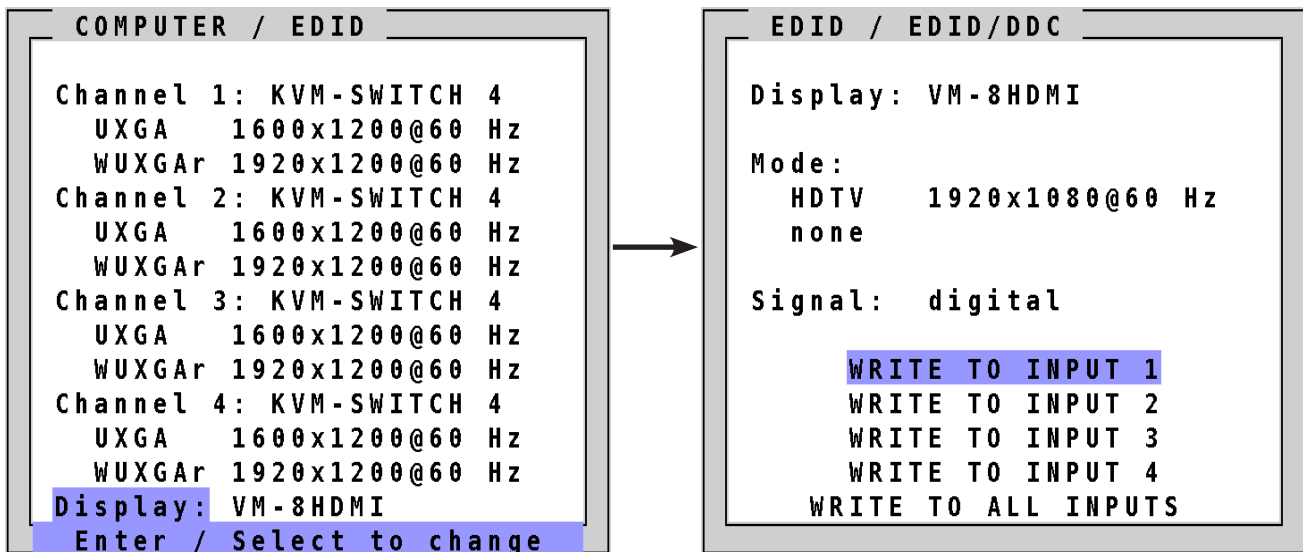 COMPUTER / EDID
Channel 1: KVM-SWITCH 4
UXGA 1600x1200@60 Hz
WUXGAr 1920x1200@60 Hz
Channel 2: KVM-SWITCH 4
UXGA 1600x1200@60 Hz
WUXGAr 1920x1200@60 Hz
Channel 3: KVM-SWITCH 4
UXGA 1600x1200@60 Hz
WUXGAr 1920x1200@60 Hz
Channel 4: KVM-SWITCH 4
UXGA 1600x1200@60 Hz
WUXGAr 1920x1200@60 Hz
Display: VM-8HDMI
Enter / Select to change
EDID / EDID/DDC
Display: VM-8HDMI
Mode:
HDTV 1920x1080@60 Hz
none
Signal: digital
WRITE TO INPUT 1
WRITE TO INPUT 2
WRITE TO INPUT 3
WRITE TO INPUT 4
WRITE TO ALL INPUTS